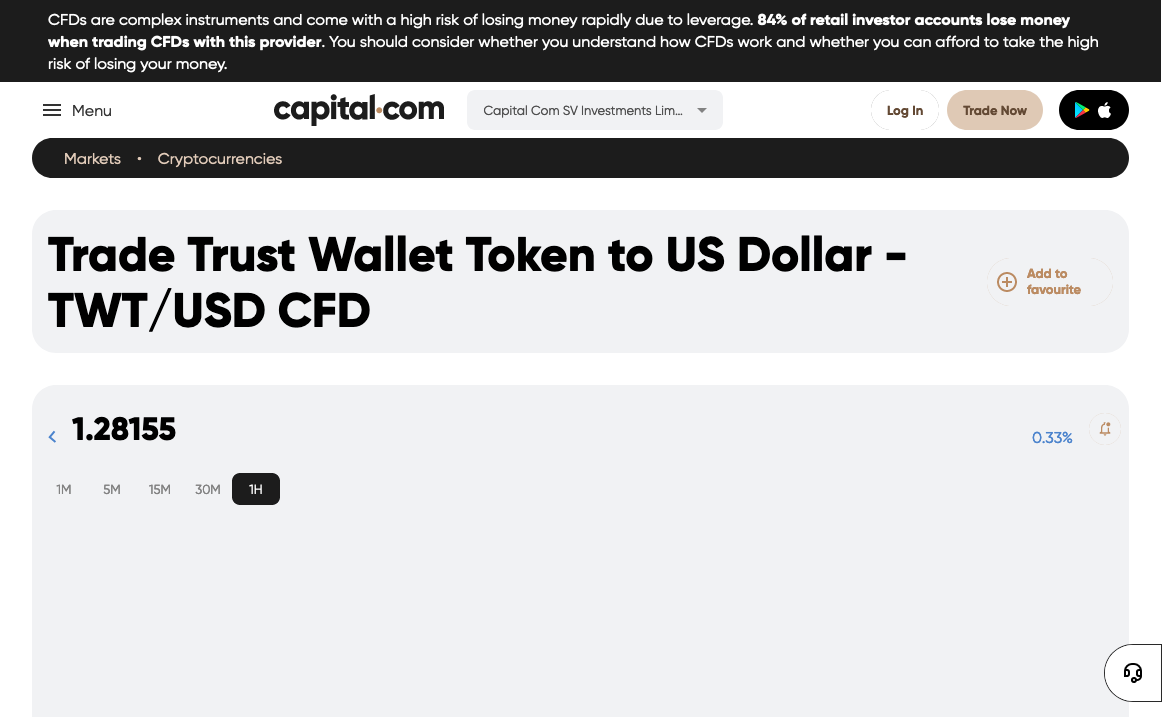 CFDs are complex instruments and come with a high risk of losing money rapidly due to leverage. 84% of retail investor accounts lose money
when trading CFDs with this provider. You should consider whether you understand how CFDs work and whether you can afford to take the high
risk of losing your money.
Menu
capital.com
Capital Com SV Investments Lim...
Log In
Trade Now
Markets • Cryptocurrencies
Trade Trust Wallet Token to US Dollar -
TWT/USD CFD
Add to
favourite
1.28155
0.33%
1M 5M 15M 30M 1H